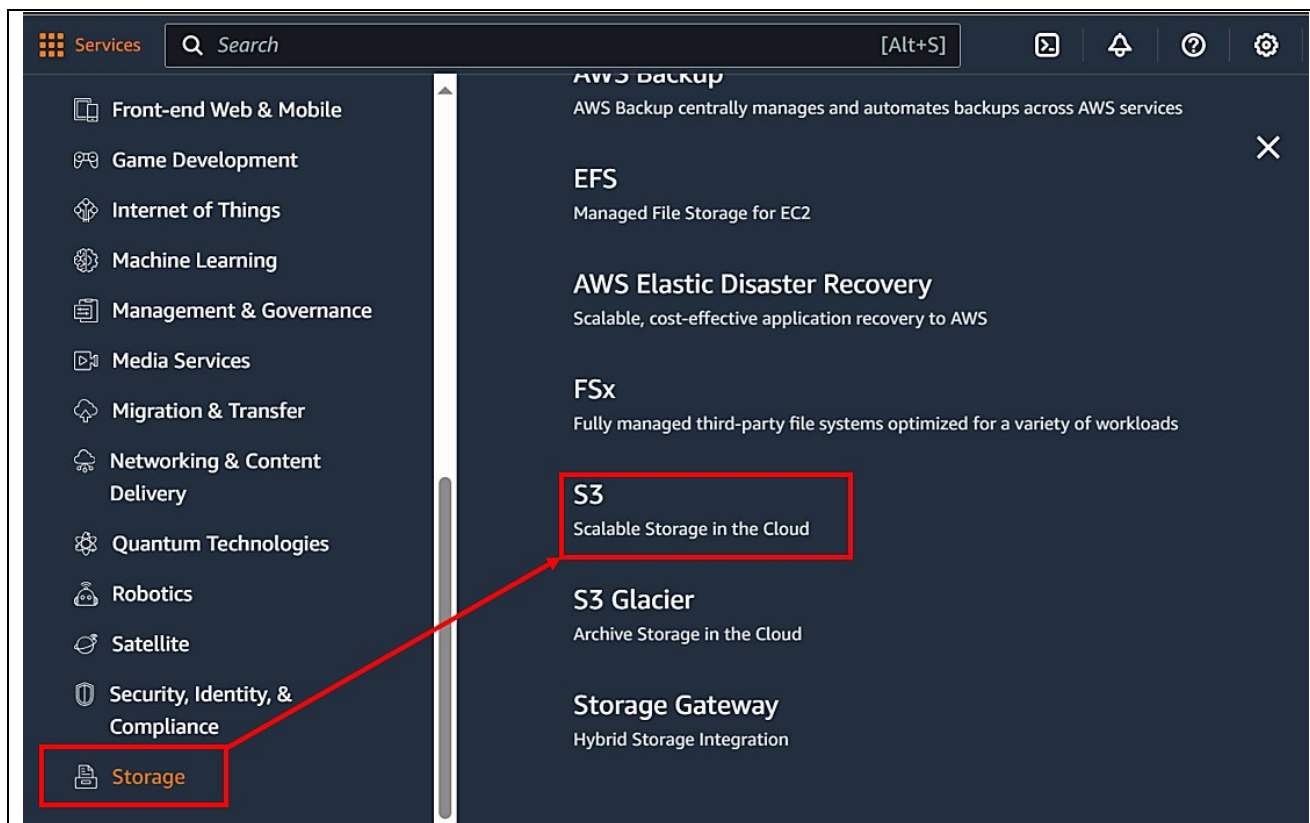 Services
Search
[Alt+S]
Front-end Web & Mobile
Game Development
Internet of Things
Machine Learning
Management & Governance
Media Services
Migration & Transfer
Networking & Content
Delivery
Quantum Technologies
Robotics
Satellite
Security, Identity, &
Compliance
Storage
AWS Backup
AWS Backup centrally manages and automates backups across AWS services
EFS
Managed File Storage for EC2
AWS Elastic Disaster Recovery
Scalable, cost-effective application recovery to AWS
FSx
Fully managed third-party file systems optimized for a variety of workloads
S3
Scalable Storage in the Cloud
S3 Glacier
Archive Storage in the Cloud
Storage Gateway
Hybrid Storage Integration